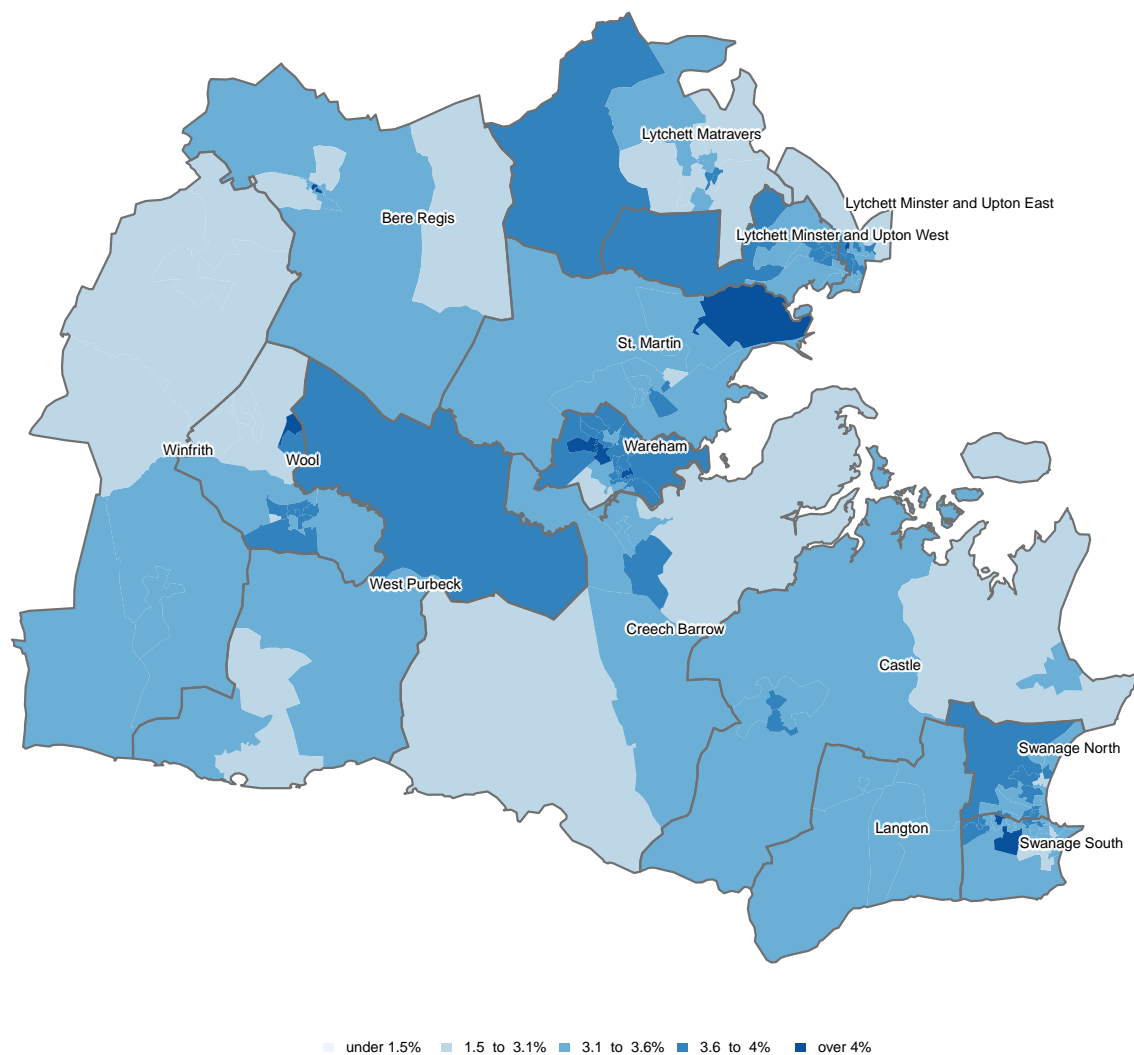 Lytchett Matravers
Lytchett Minster and Upton East
Bere Regis
Lytchett Minster and Upton West
St. Martin
Wareham
Winfrith
Wool
West Purbeck
Creech Barrow
Castle
Swanage North
Langton
Swanage South
under 1.5% 1.5 to 3.1% 3.1 to 3.6% 3.6 to 4% over 4%